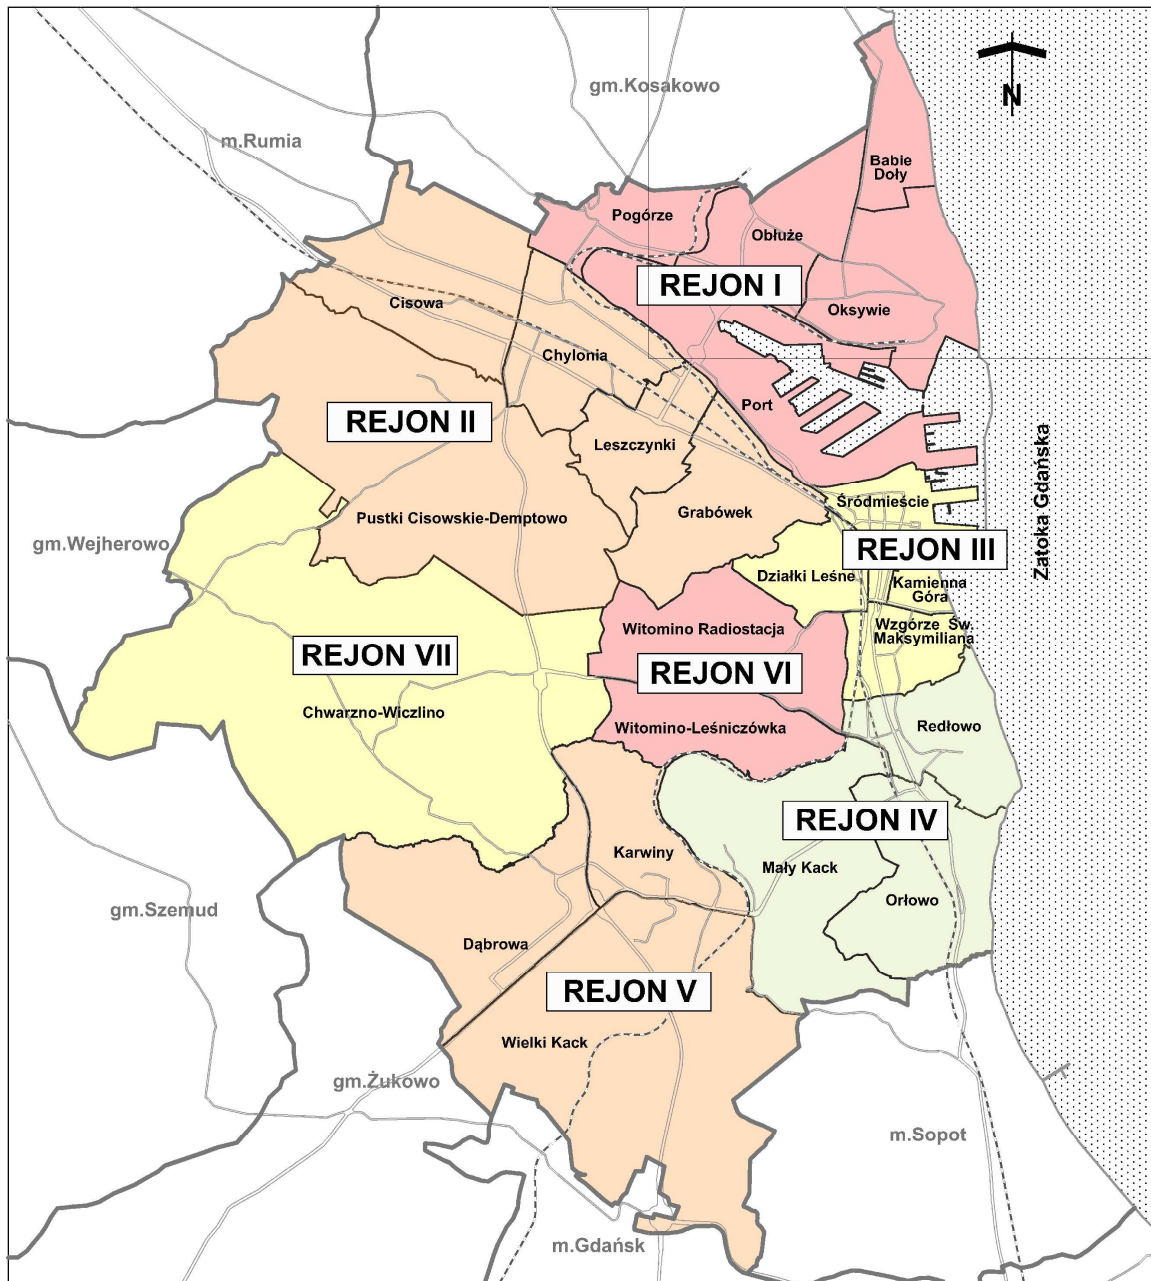 gm.Kosakowo
N
m.Rumia
Babie
Doły
Pogórze
Obłuże
REJON I
Cisowa
Oksywie
Chylonia
Port
REJON II
Leszczynki
Zatoka Gdańska
Śródmieście
Grabówek
Pustki Cisowskie-Demptowo
gm.Wejherowo
REJON III
Działki Leśne
Kamienna
Góra
Witomino Radiostacja
Wzgórze Św.
Maksymiliana
REJON VII
REJON VI
Chwarzno-Wiczlino
Witomino-Leśniczówka
Redłowo
REJON IV
Karwiny
Mały Kack
Orłowo
gm.Szemud
Dąbrowa
REJON V
Wielki Kack
gm.Żukowo
m.Sopot
m.Gdańsk